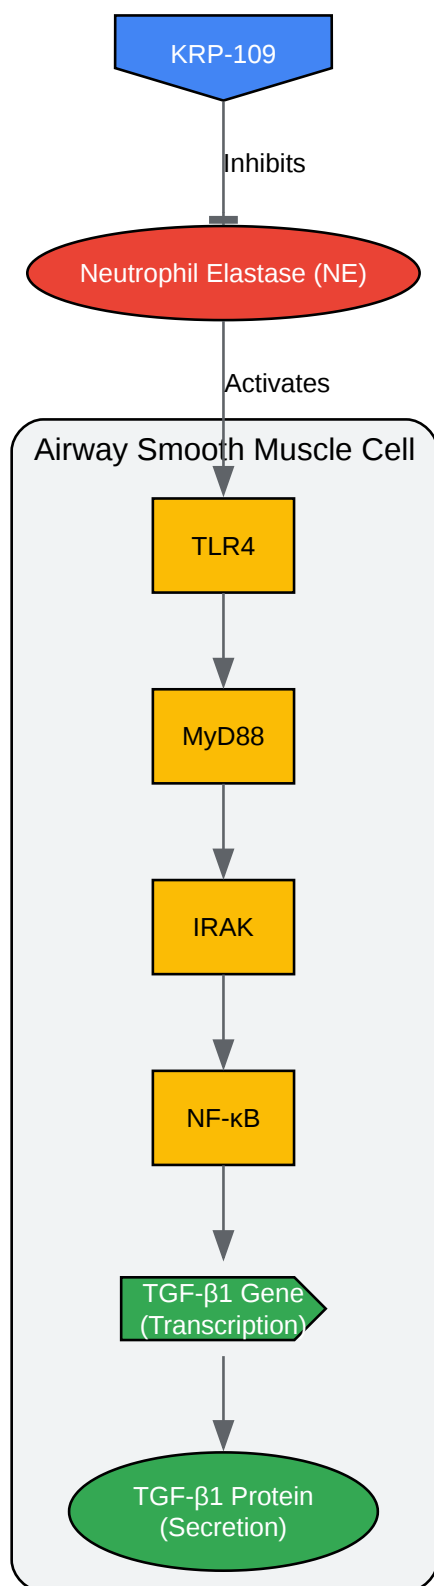 KRP-109
Inhibits
Neutrophil Elastase (NE)
Activates
Airway Smooth Muscle Cell
TLR4
MyD88
IRAK
NF-κB
TGF-β1 Gene
(Transcription)
TGF-β1 Protein
(Secretion)